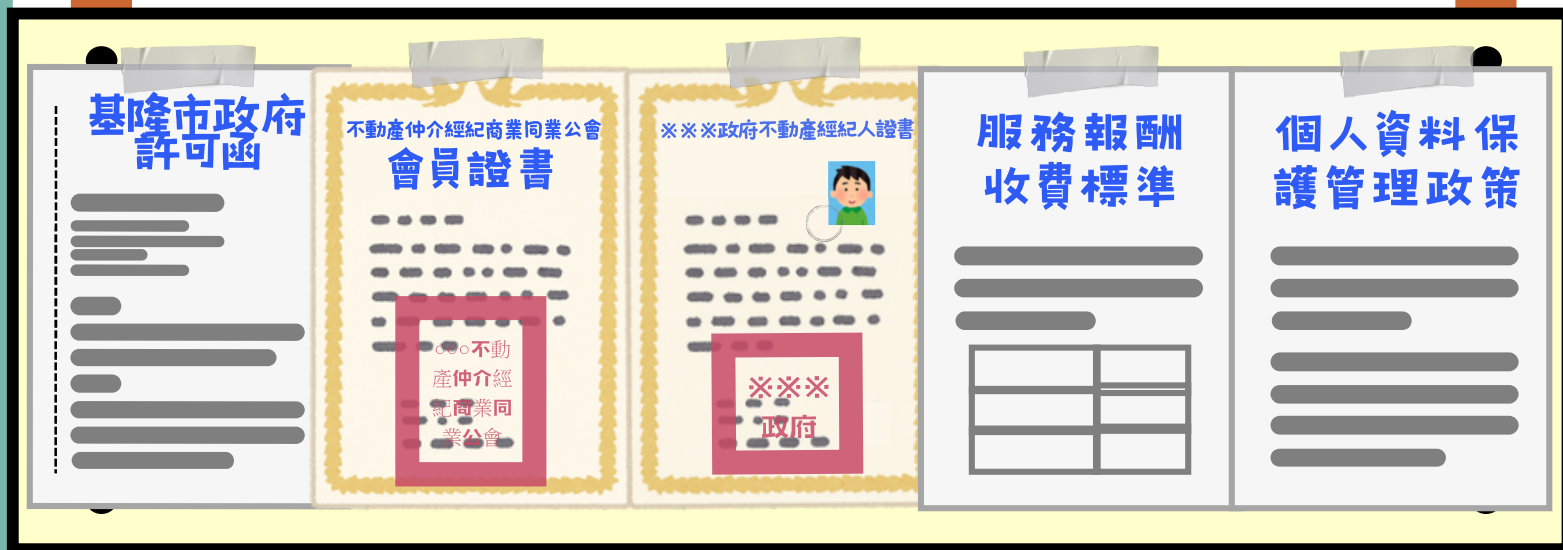 基隆市政府
許可函
不動產仲介經紀商業同業公會
會員證書
○○○不動
產仲介經
紀商業同
業公會
※※※政府不動產經紀人證書
※※※
政府
服務報酬
收費標準
個人資料保
護管理政策